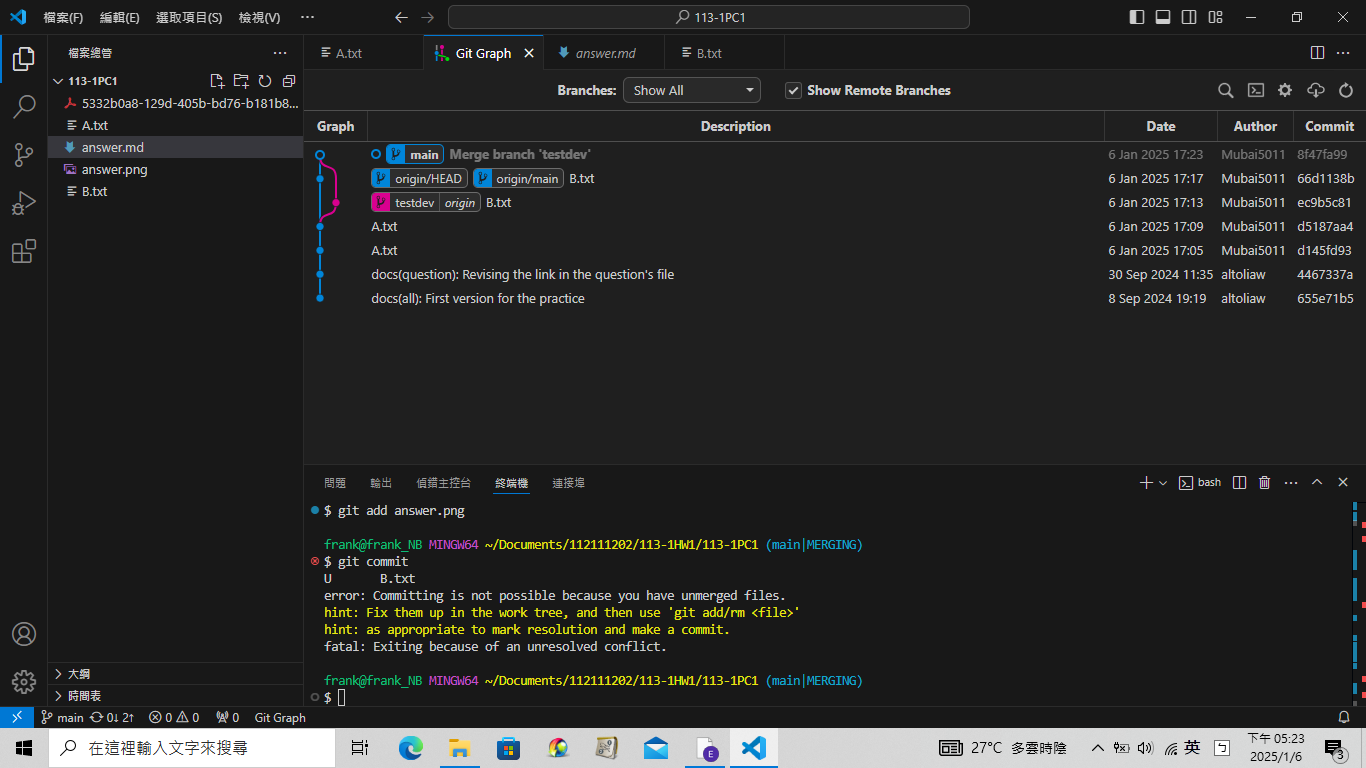 檔案(F) 編輯(E) 選取項目(S) 檢視(V) ··· 113-1PC1
檔案總管 ···
113-1PC1
5332b0a8-129d-405b-bd76-b181b8...
A.txt
answer.md
answer.png
B.txt
大綱
時間表
A.txt Git Graph answer.md B.txt
Branches: Show All Show Remote Branches
Graph Description Date Author Commit
main Merge branch 'testdev' 6 Jan 2025 17:23 Mubai5011 8f47fa99
origin/HEAD origin/main B.txt 6 Jan 2025 17:17 Mubai5011 66d1138b
testdev origin B.txt 6 Jan 2025 17:13 Mubai5011 ec9b5c81
A.txt 6 Jan 2025 17:09 Mubai5011 d5187aa4
A.txt 6 Jan 2025 17:05 Mubai5011 d145fd93
docs(question): Revising the link in the question's file 30 Sep 2024 11:35 altoliaw 4467337a
docs(all): First version for the practice 8 Sep 2024 19:19 altoliaw 655e71b5
問題 輸出 偵錯主控台 終端機 連接埠 bash
$ git add answer.png
frank@frank_NB MINGW64 ~/Documents/112111202/113-1HW1/113-1PC1 (main|MERGING)
$ git commit
U B.txt
error: Committing is not possible because you have unmerged files.
hint: Fix them up in the work tree, and then use 'git add/rm <file>'
hint: as appropriate to mark resolution and make a commit.
fatal: Exiting because of an unresolved conflict.
frank@frank_NB MINGW64 ~/Documents/112111202/113-1HW1/113-1PC1 (main|MERGING)
$
main 0↓ 2↑ 0 0 0 Git Graph
在這裡輸入文字來搜尋 27°C 多雲時陰 英 ㄅ 下午 05:23
2025/1/6 3